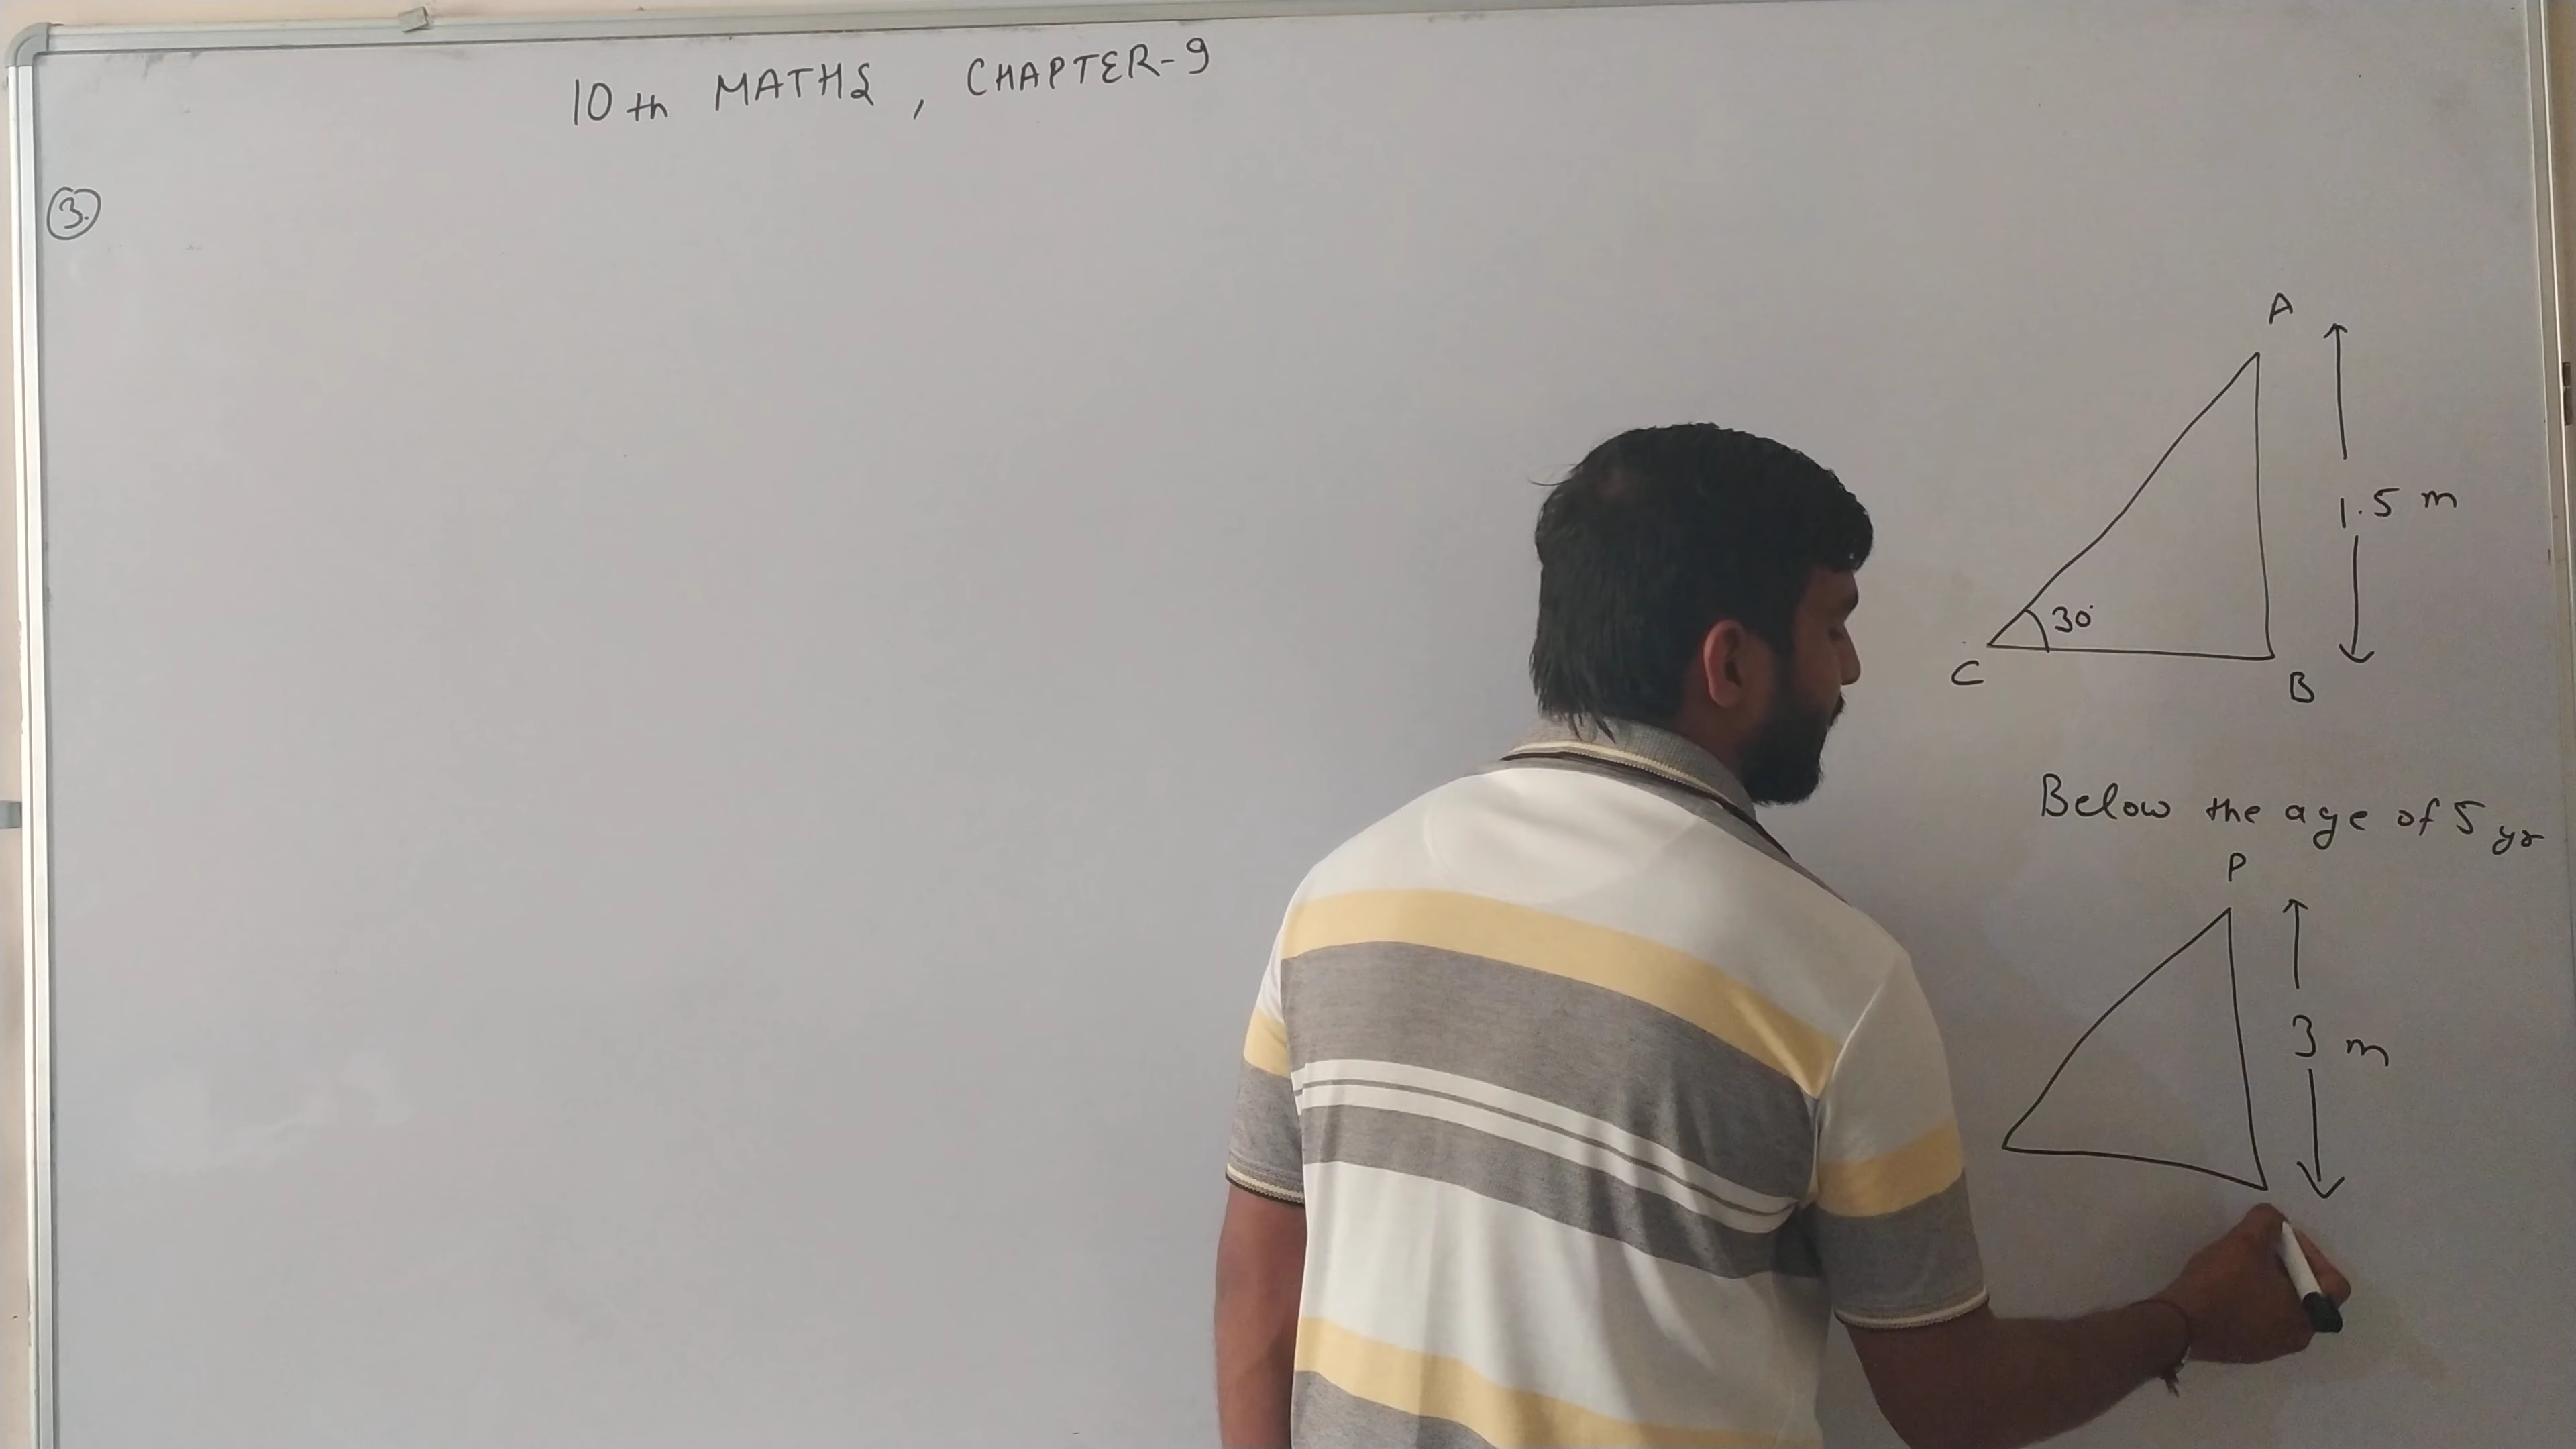 10th MATHS, CHAPTER-9
3.
A
1.5 m
30°
C
B
Below the age of 5 yr
P
3 m